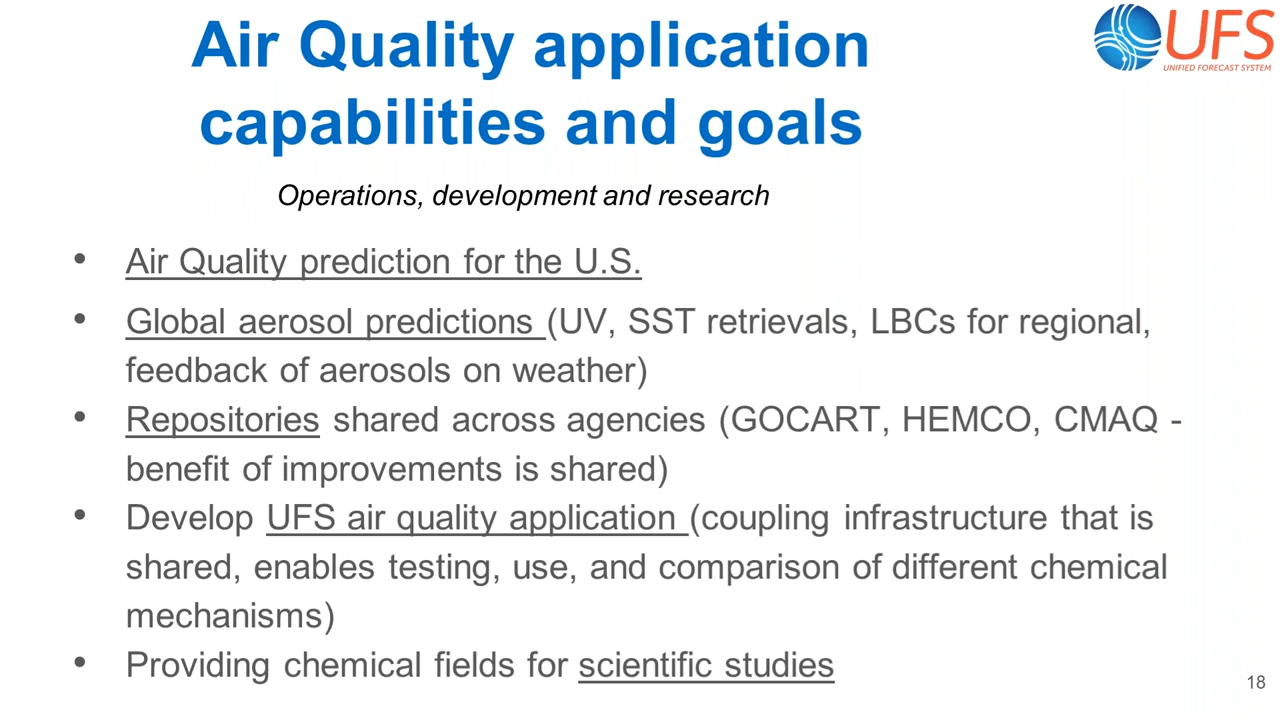 Air Quality application
capabilities and goals
UFS
UNIFIED FORECAST SYSTEM
Operations, development and research
• Air Quality prediction for the U.S.
• Global aerosol predictions (UV, SST retrievals, LBCs for regional,
feedback of aerosols on weather)
• Repositories shared across agencies (GOCART, HEMCO, CMAQ -
benefit of improvements is shared)
• Develop UFS air quality application (coupling infrastructure that is
shared, enables testing, use, and comparison of different chemical
mechanisms)
• Providing chemical fields for scientific studies
18